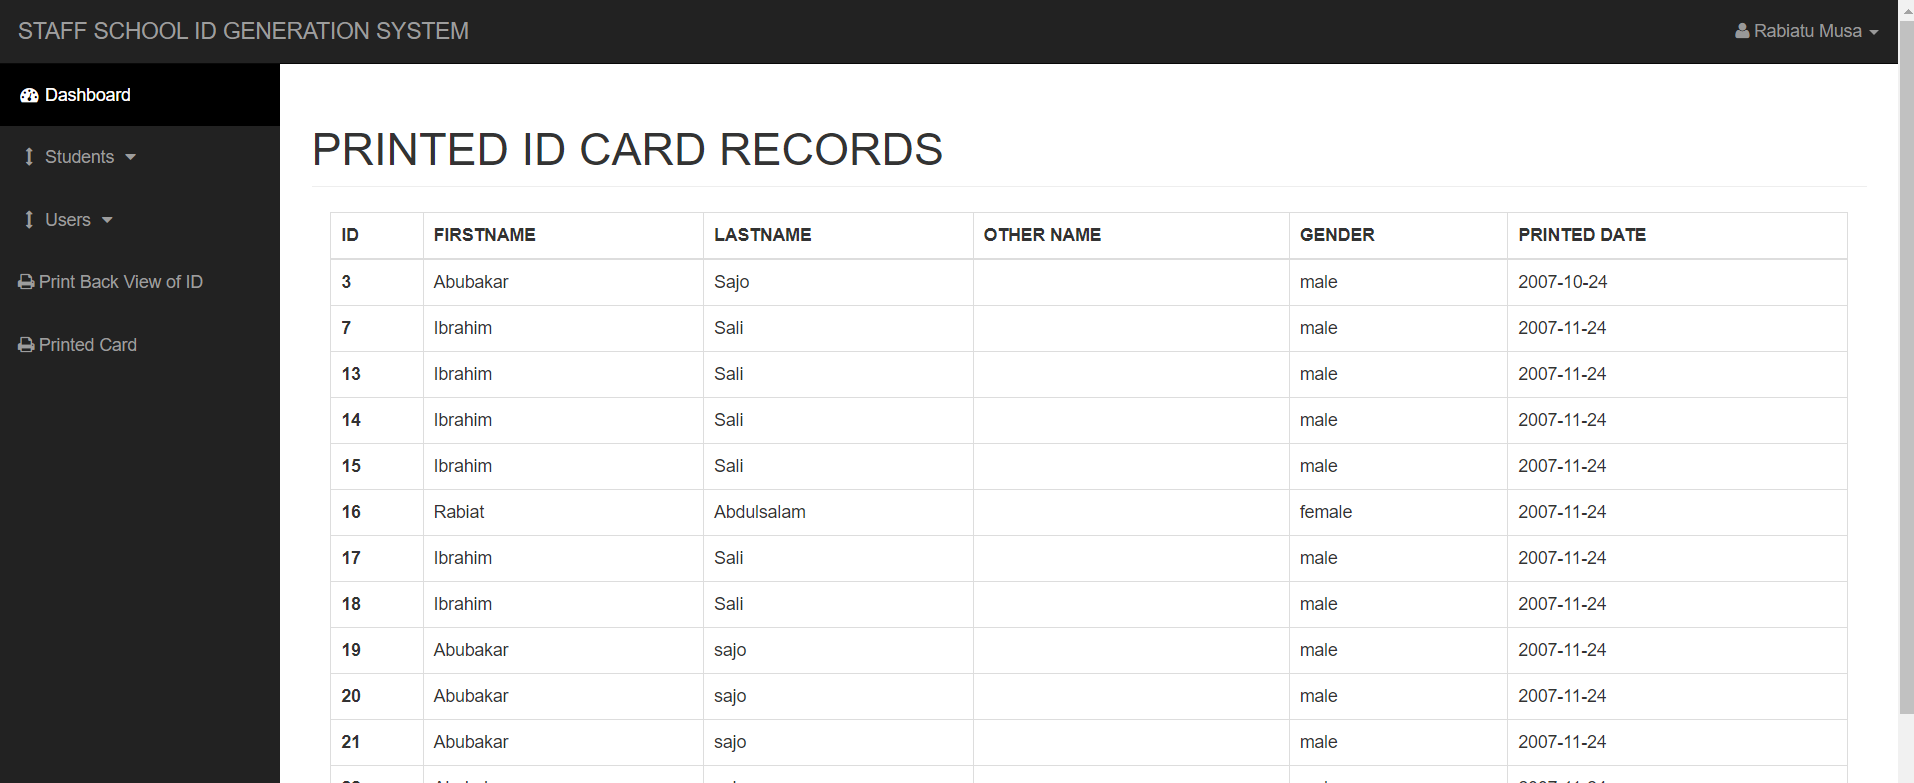 STAFF SCHOOL ID GENERATION SYSTEM
Rabiatu Musa
Dashboard
Students
Users
Print Back View of ID
Printed Card
PRINTED ID CARD RECORDS
ID FIRSTNAME LASTNAME OTHER NAME GENDER PRINTED DATE
3 Abubakar Sajo male 2007-10-24
7 Ibrahim Sali male 2007-11-24
13 Ibrahim Sali male 2007-11-24
14 Ibrahim Sali male 2007-11-24
15 Ibrahim Sali male 2007-11-24
16 Rabiat Abdulsalam female 2007-11-24
17 Ibrahim Sali male 2007-11-24
18 Ibrahim Sali male 2007-11-24
19 Abubakar sajo male 2007-11-24
20 Abubakar sajo male 2007-11-24
21 Abubakar sajo male 2007-11-24